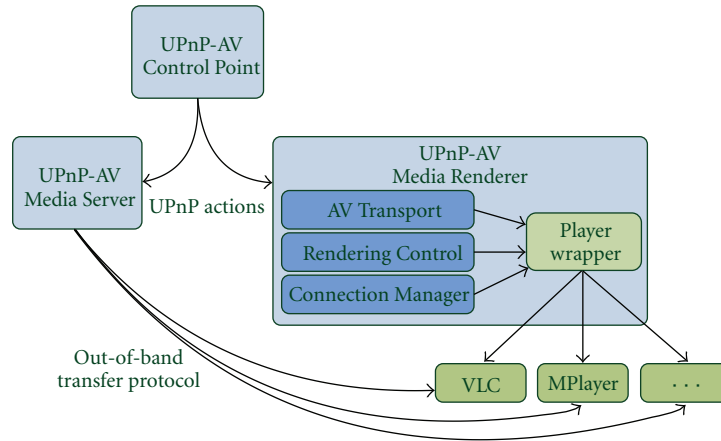 UPnP-AV
Control Point
UPnP-AV
Media Server
UPnP actions
UPnP-AV
Media Renderer
AV Transport
Rendering Control
Connection Manager
Player
wrapper
Out-of-band
transfer protocol
VLC
MPlayer
. . .